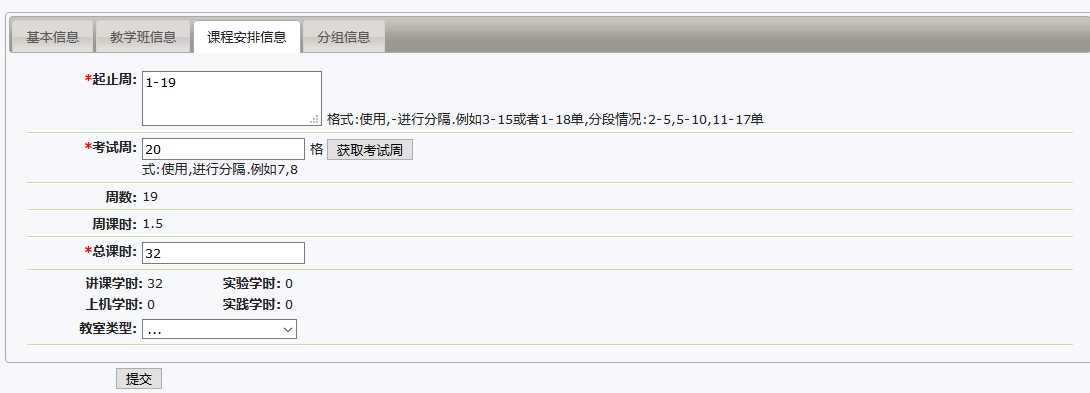 基本信息 教学班信息 课程安排信息 分组信息
*起止周: 1-19
格式:使用,-进行分隔.例如3-15或者1-18单,分段情况:2-5,5-10,11-17单
*考试周: 20 格 获取考试周
式:使用,进行分隔.例如7,8
周数: 19
周课时: 1.5
*总课时: 32
讲课学时: 32 实验学时: 0
上机学时: 0 实践学时: 0
教室类型: ...
提交